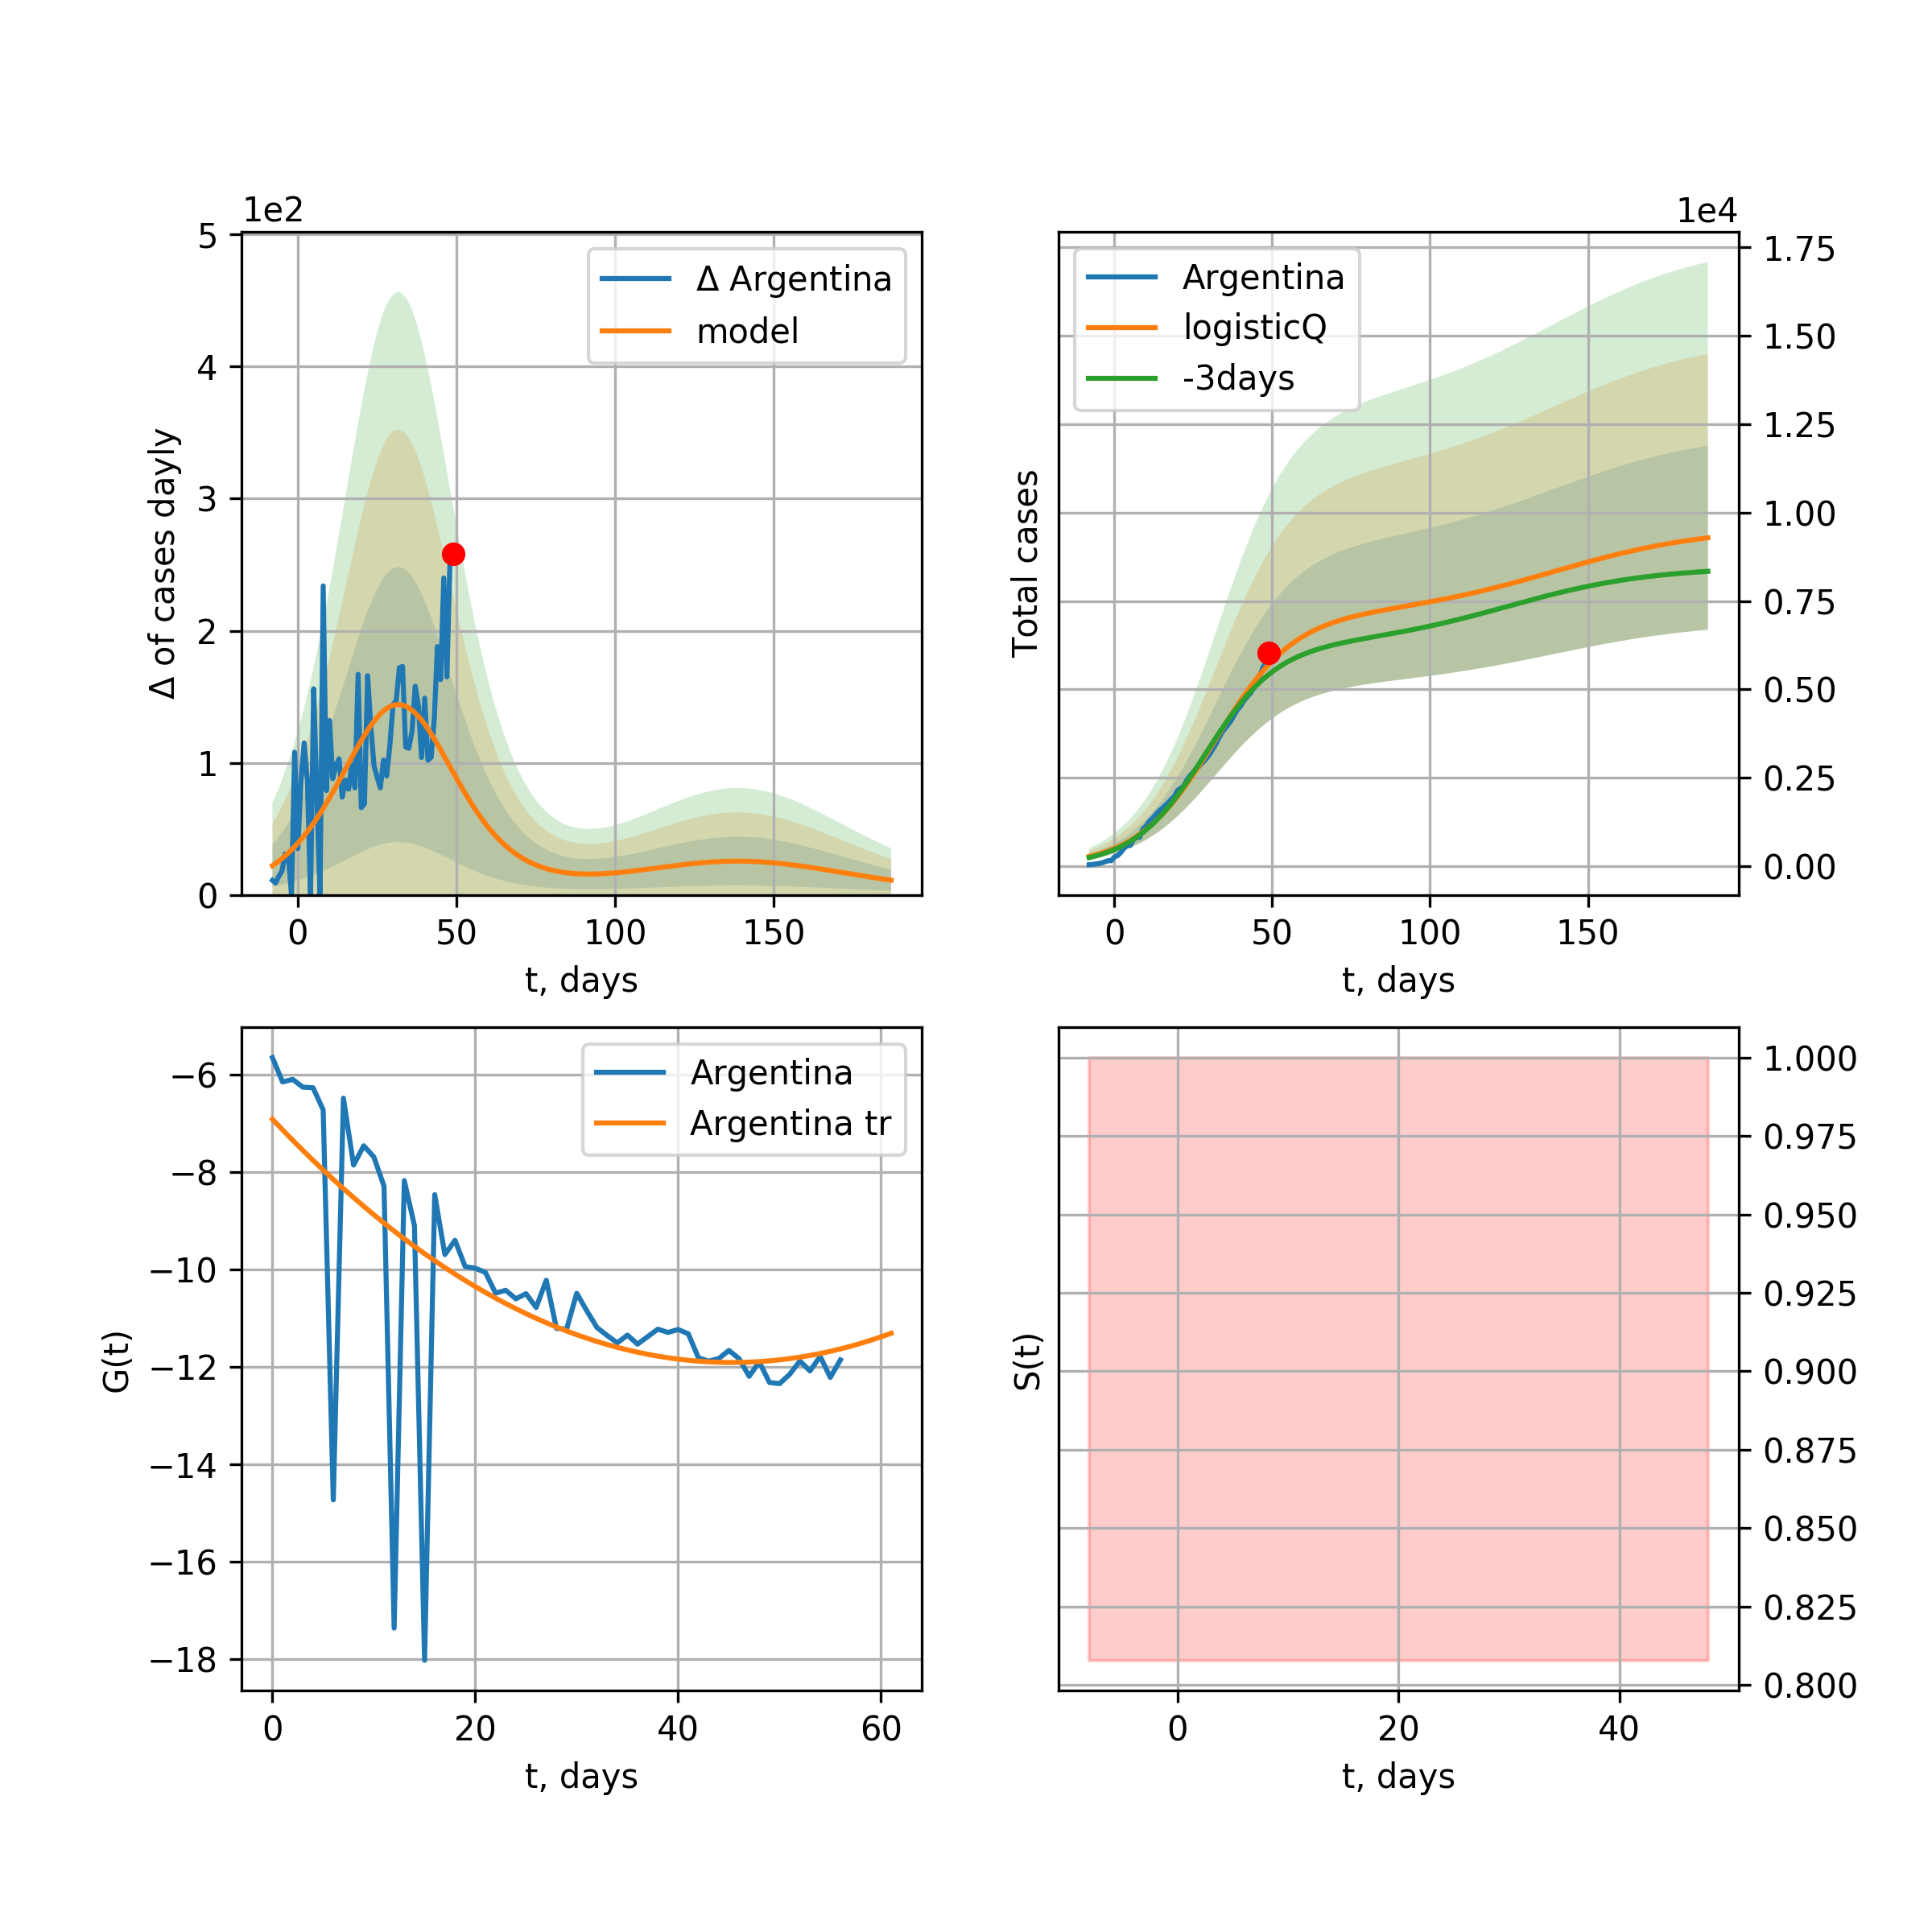 1e2
5
4
3
2
1
0
Δ of cases dayly
Δ Argentina
model
0 50 100 150
t, days
1e4
1.75
1.50
1.25
1.00
0.75
0.50
0.25
0.00
Total cases
Argentina
logisticQ
-3days
0 50 100 150
t, days
−6
−8
−10
−12
−14
−16
−18
G(t)
Argentina
Argentina tr
0 20 40 60
t, days
1.000
0.975
0.950
0.925
0.900
0.875
0.850
0.825
0.800
S(t)
0 20 40
t, days